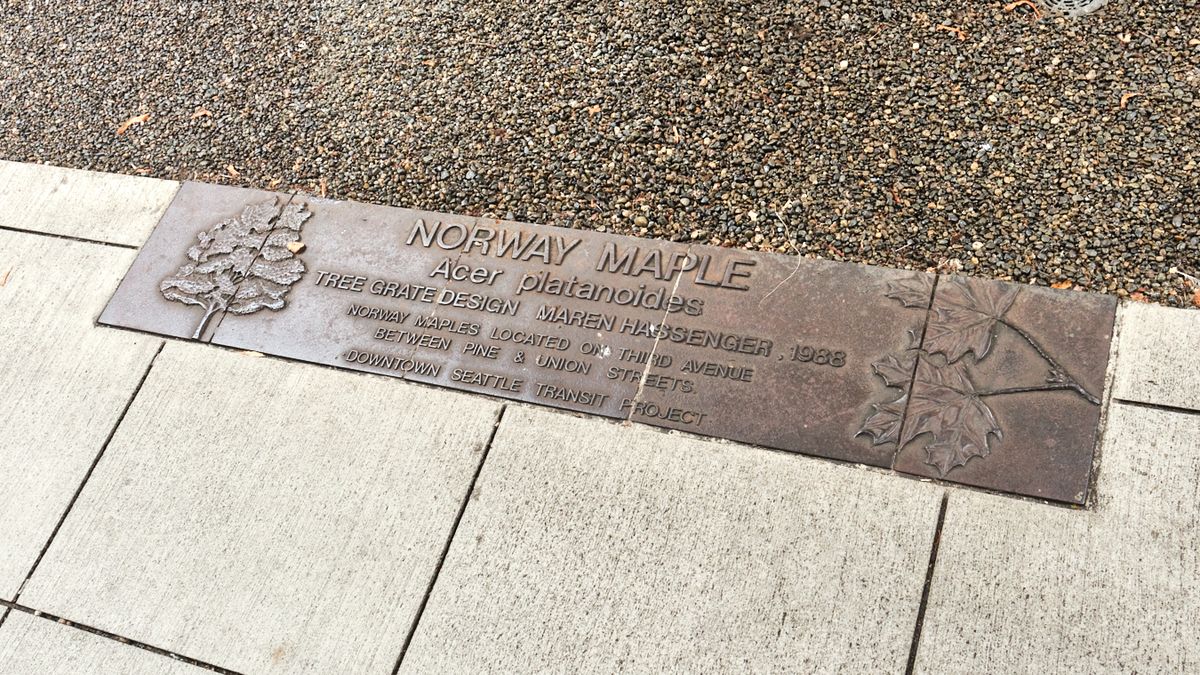 NORWAY MAPLE
Acer platanoides
TREE GRATE DESIGN MAREN HASSENGER, 1988
NORWAY MAPLES LOCATED ON THIRD AVENUE
BETWEEN PINE & UNION STREETS.
DOWNTOWN SEATTLE TRANSIT PROJECT